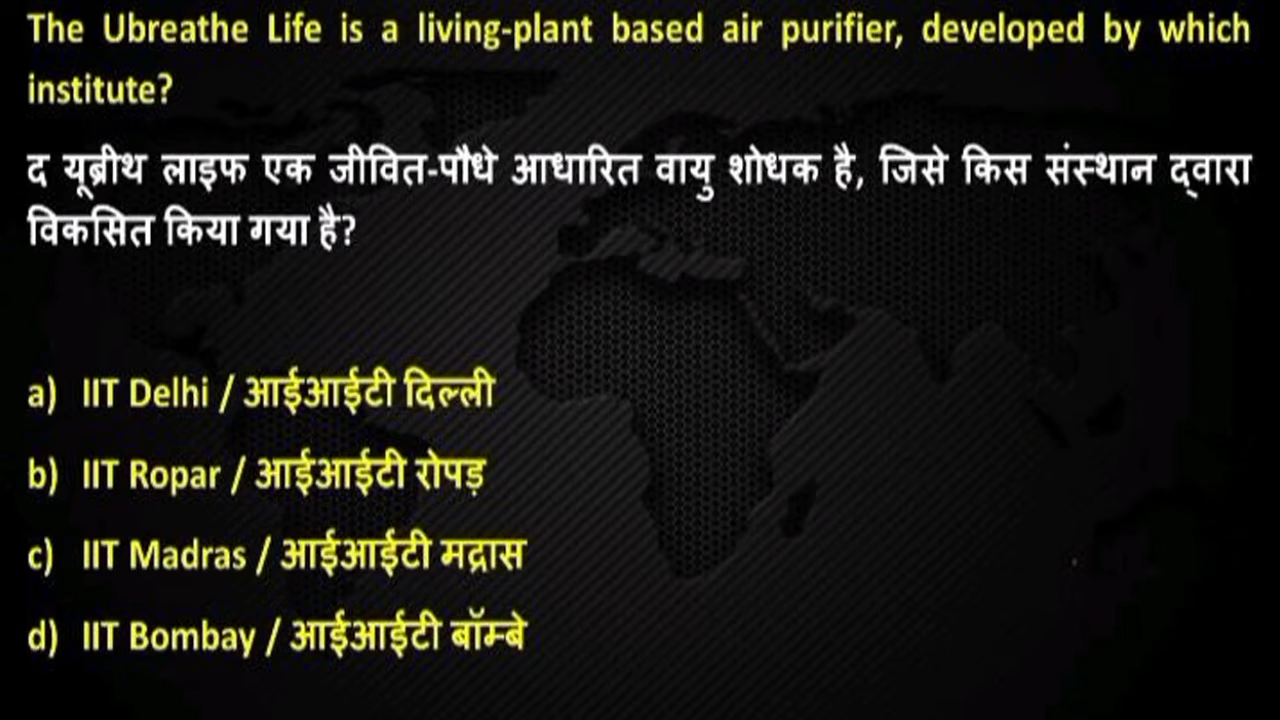 The Ubreathe Life is a living-plant based air purifier, developed by which
institute?
द यूब्रीथ लाइफ एक जीवित-पौधे आधारित वायु शोधक है, जिसे किस संस्थान द्वारा
विकसित किया गया है?
a) IIT Delhi / आईआईटी दिल्ली
b) IIT Ropar / आईआईटी रोपड़
c) IIT Madras / आईआईटी मद्रास
d) IIT Bombay / आईआईटी बॉम्बे